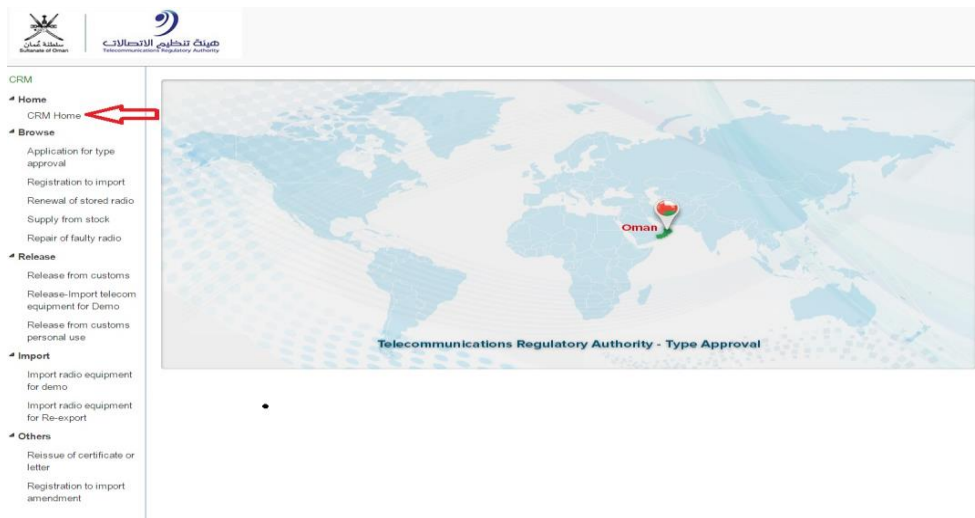 سلطنة عُمان
Sultanate of Oman
هيئة تنظيم الاتصالات
Telecommunications Regulatory Authority
CRM
Home
CRM Home
Browse
Application for type
approval
Registration to import
Renewal of stored radio
Supply from stock
Repair of faulty radio
Release
Release from customs
Release-Import telecom
equipment for Demo
Release from customs
personal use
Import
Import radio equipment
for demo
Import radio equipment
for Re-export
Others
Reissue of certificate or
letter
Registration to import
amendment
Oman
Telecommunications Regulatory Authority - Type Approval